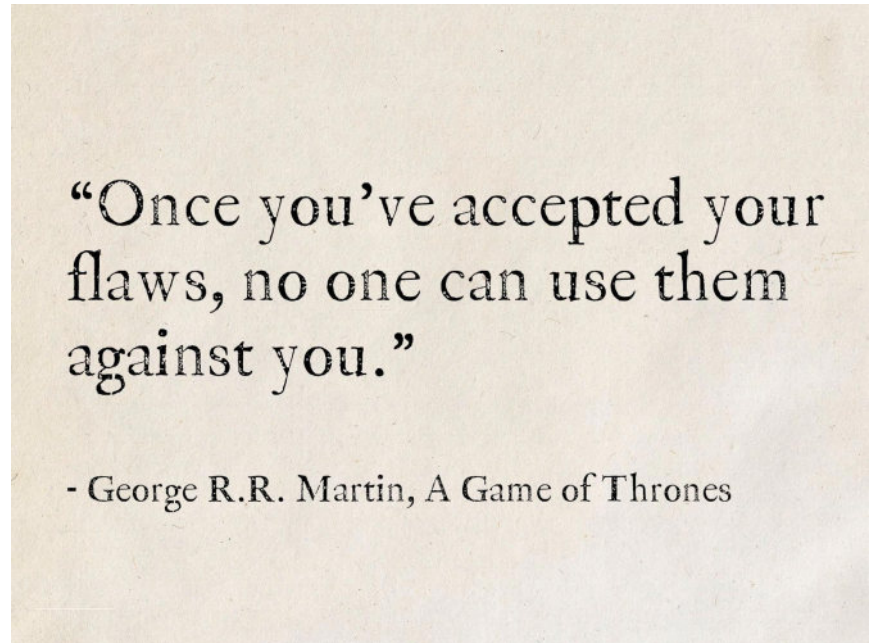 “Once you’ve accepted your
flaws, no one can use them
against you.”
- George R.R. Martin, A Game of Thrones